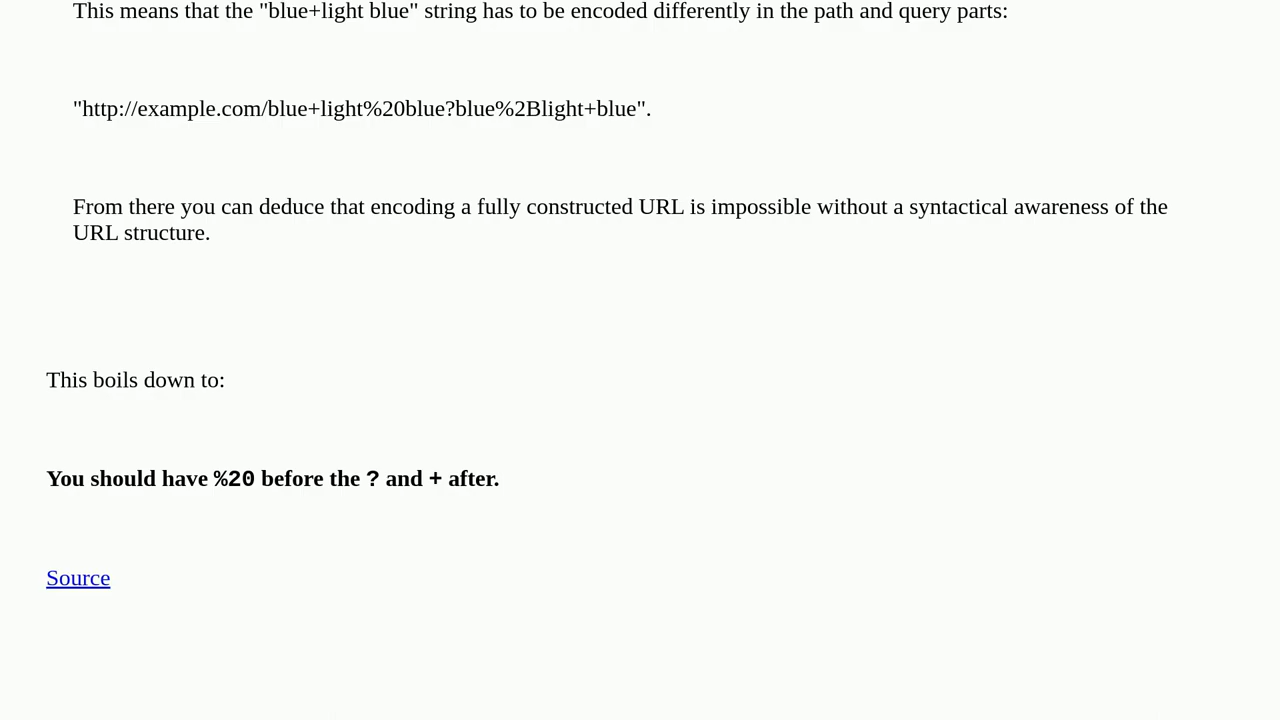 This means that the "blue+light blue" string has to be encoded differently in the path and query parts:
"http://example.com/blue+light%20blue?blue%2Blight+blue".
From there you can deduce that encoding a fully constructed URL is impossible without a syntactical awareness of the
URL structure.
This boils down to:
You should have %20 before the ? and + after.
Source